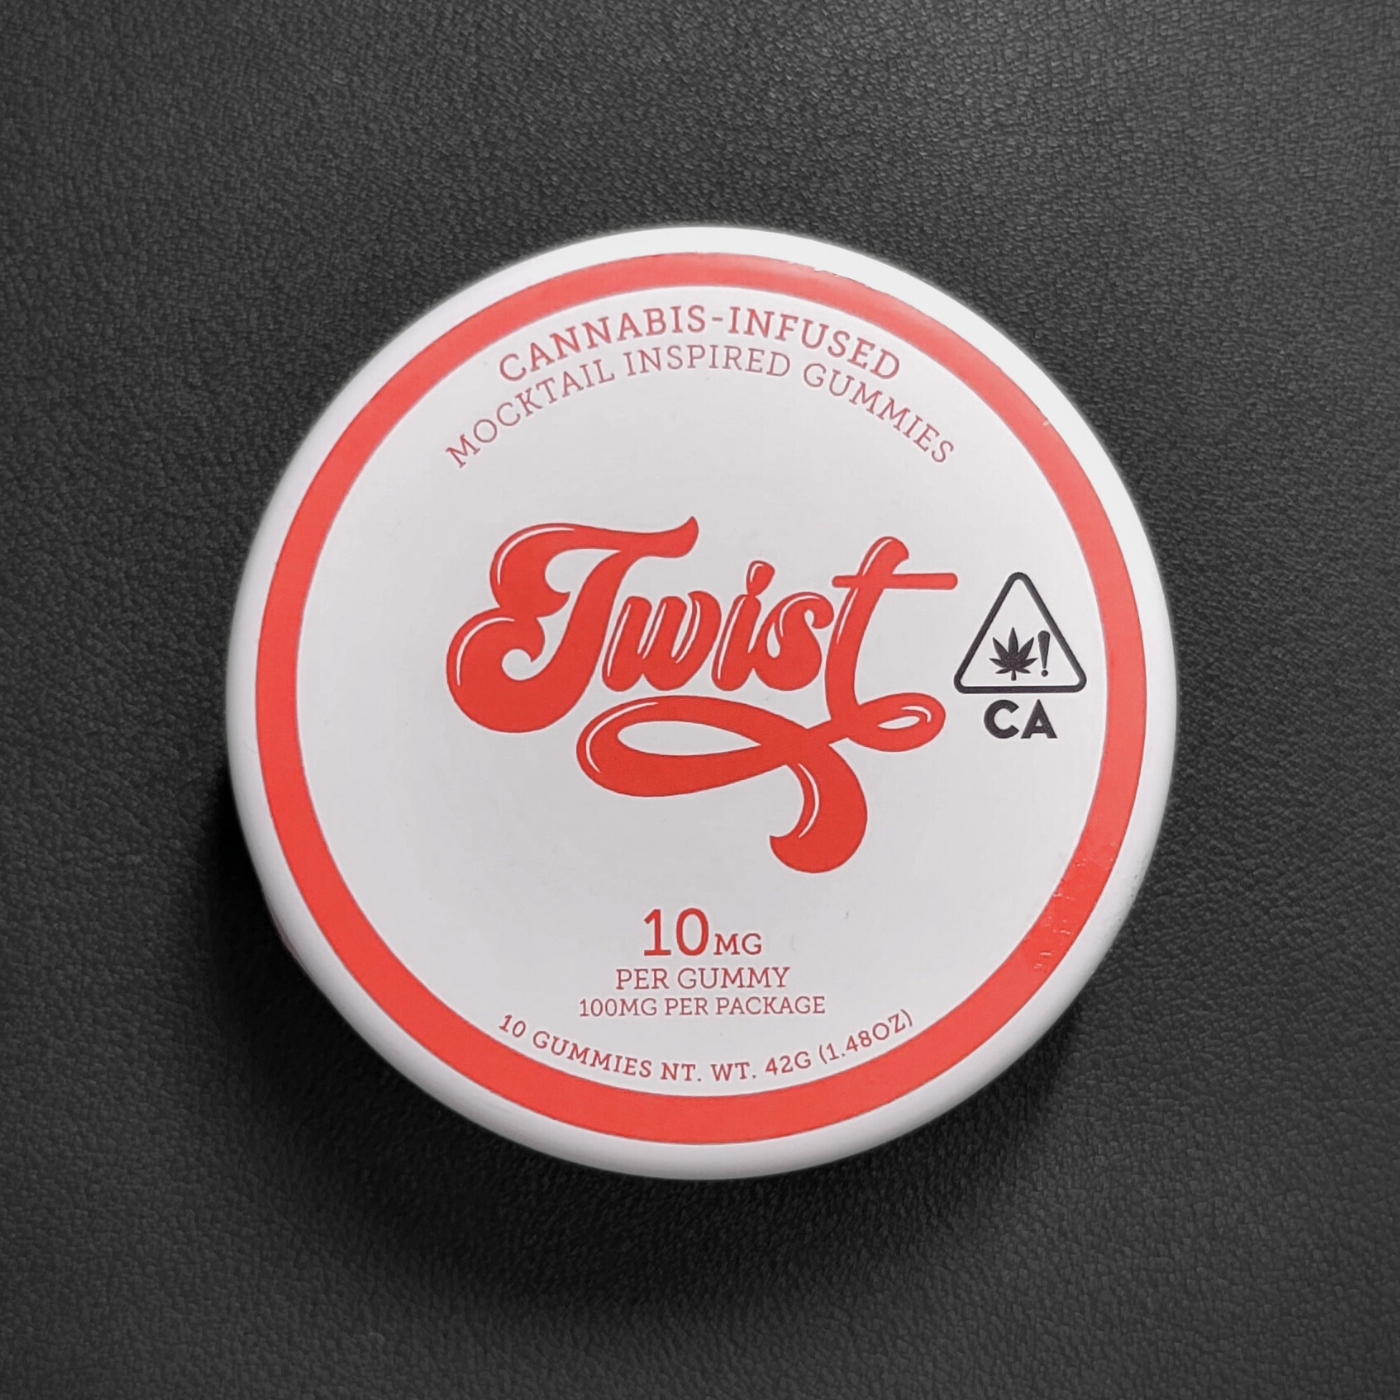 CANNABIS-INFUSED
MOCKTAIL INSPIRED GUMMIES
Twist
CA
10MG
PER GUMMY
100MG PER PACKAGE
10 GUMMIES NT. WT. 42G (1.48OZ)